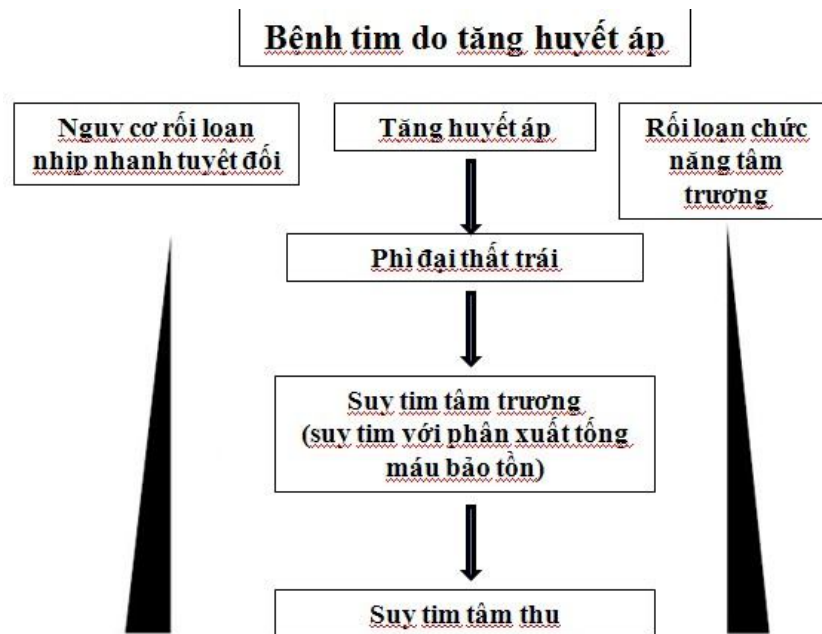 Bệnh tim do tăng huyết áp
Nguy cơ rối loạn
nhịp nhanh tuyệt đối
Tăng huyết áp
Rối loạn chức
năng tâm
trương
Phì đại thất trái
Suy tim tâm trương
(suy tim với phân xuất tống
máu bảo tồn)
Suy tim tâm thu